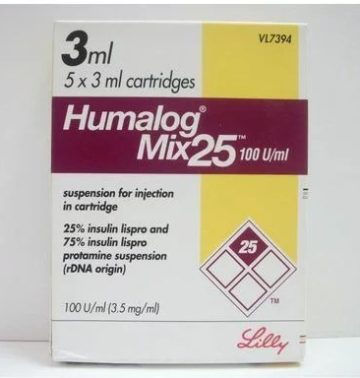 3ml
VL7394
5 x 3 ml cartridges
Humalog®
Mix25™ 100 U/ml
suspension for injection
in cartridge
25% insulin lispro and
75% insulin lispro
protamine suspension
(rDNA origin)
25
TM
100 U/ml (3.5 mg/ml)
Lilly